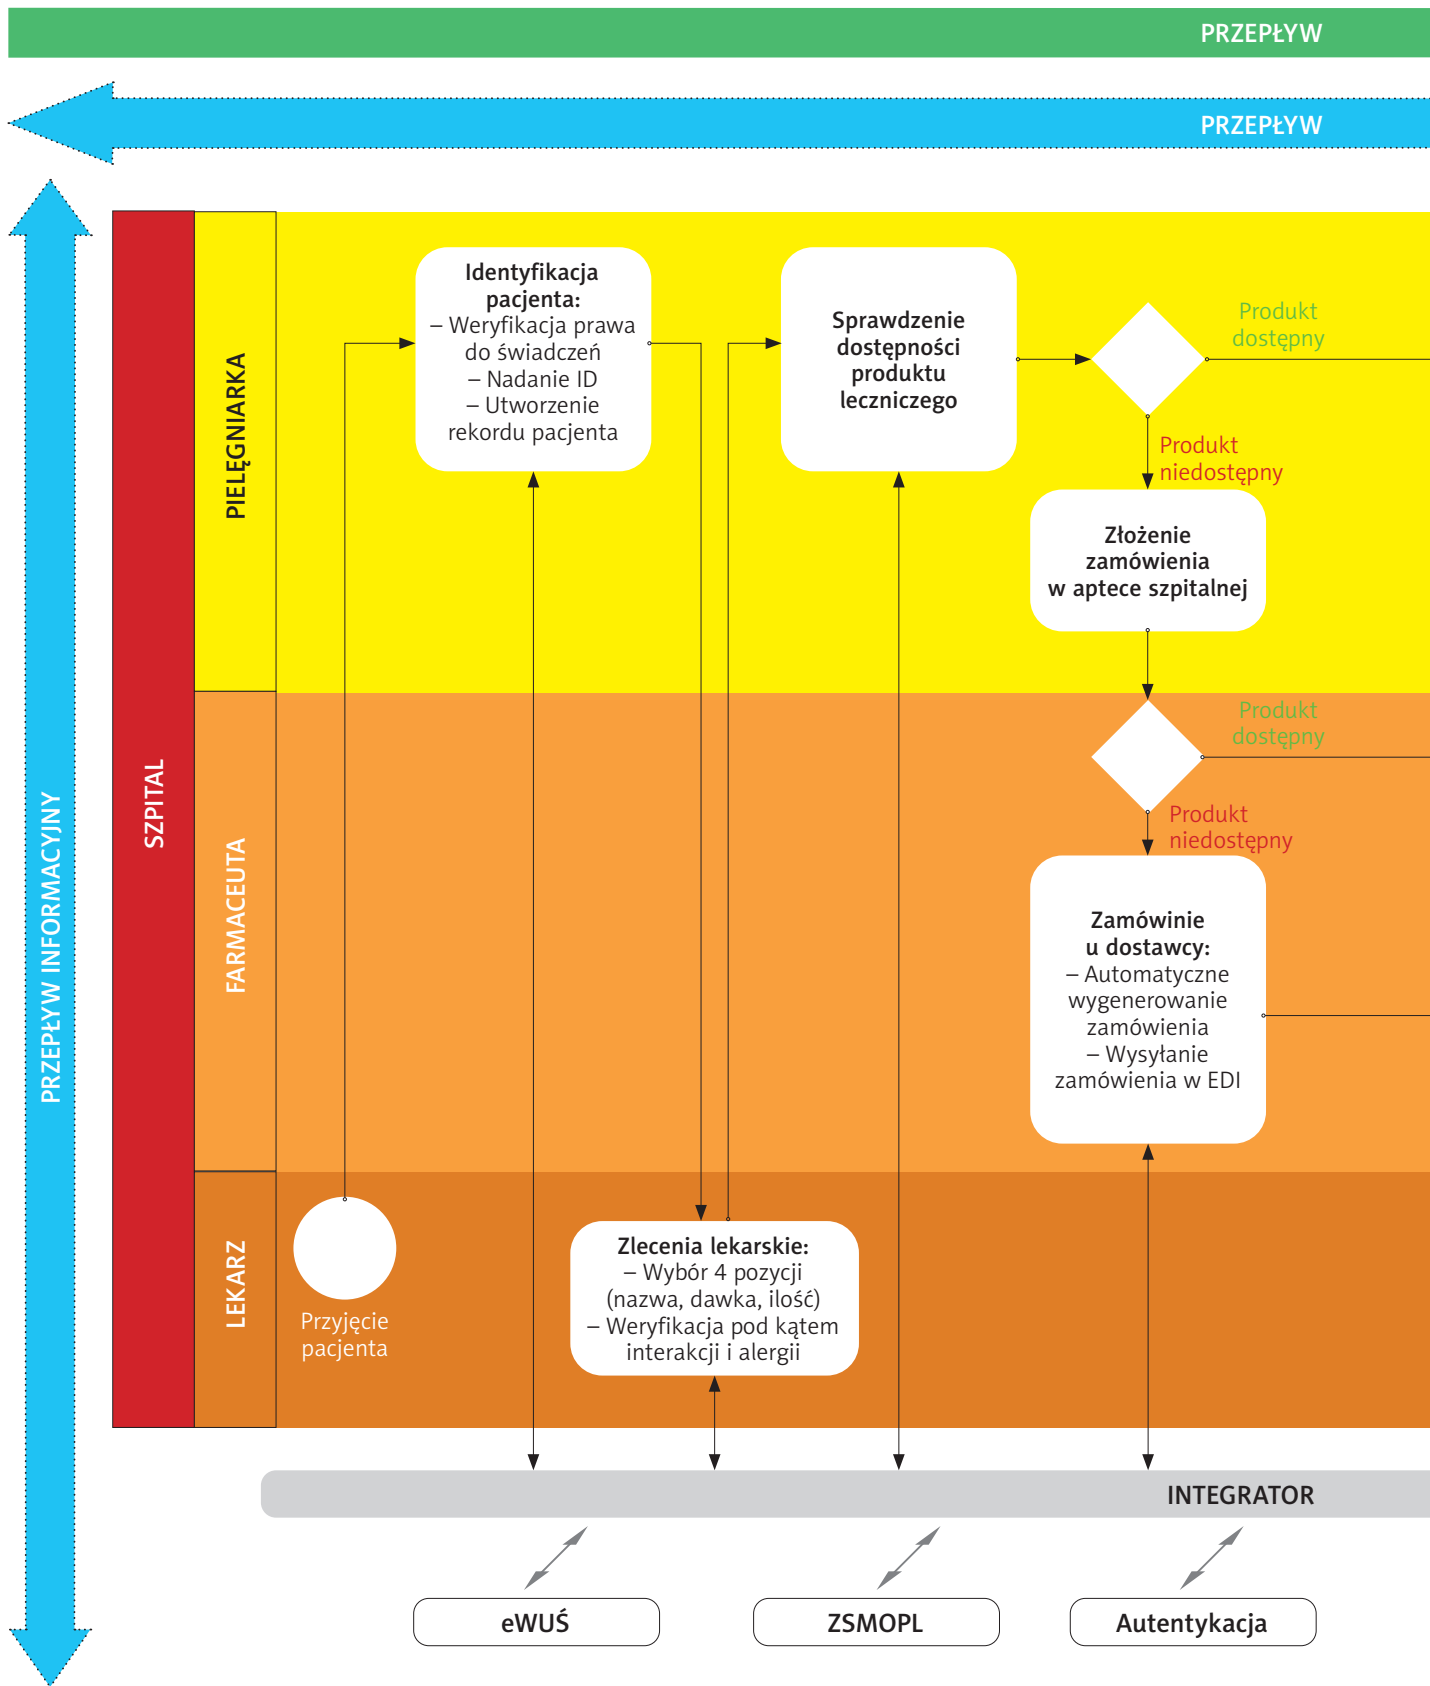 PRZEPŁYW
PRZEPŁYW
PRZEPŁYW INFORMACYJNY
SZPITAL
PIELĘGNIARKA
Identyfikacja
pacjenta:
– Weryfikacja prawa
do świadczeń
– Nadanie ID
– Utworzenie
rekordu pacjenta
Sprawdzenie
dostępności
produktu
leczniczego
Produkt
dostępny
Produkt
niedostępny
Złożenie
zamówienia
w aptece szpitalnej
FARMACEUTA
Produkt
dostępny
Produkt
niedostępny
Zamówinie
u dostawcy:
– Automatyczne
wygenerowanie
zamówienia
– Wysyłanie
zamówienia w EDI
LEKARZ
Przyjęcie
pacjenta
Zlecenia lekarskie:
– Wybór 4 pozycji
(nazwa, dawka, ilość)
– Weryfikacja pod kątem
interakcji i alergii
INTEGRATOR
eWUŚ
ZSMOPL
Autentykacja